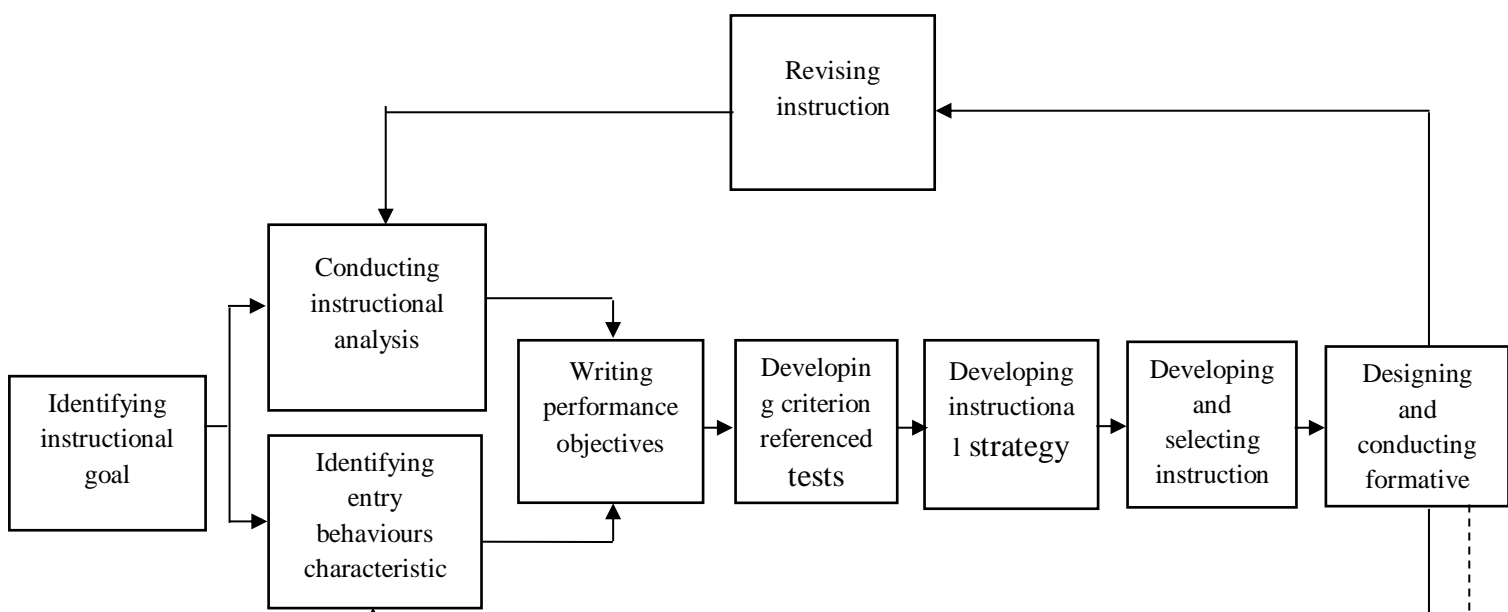 Revising
instruction
Conducting
instructional
analysis
Identifying
instructional
goal
Identifying
entry
behaviours
characteristic
Writing
performance
objectives
Developin
g criterion
referenced
tests
Developing
instructiona
l strategy
Developing
and
selecting
instruction
Designing
and
conducting
formative